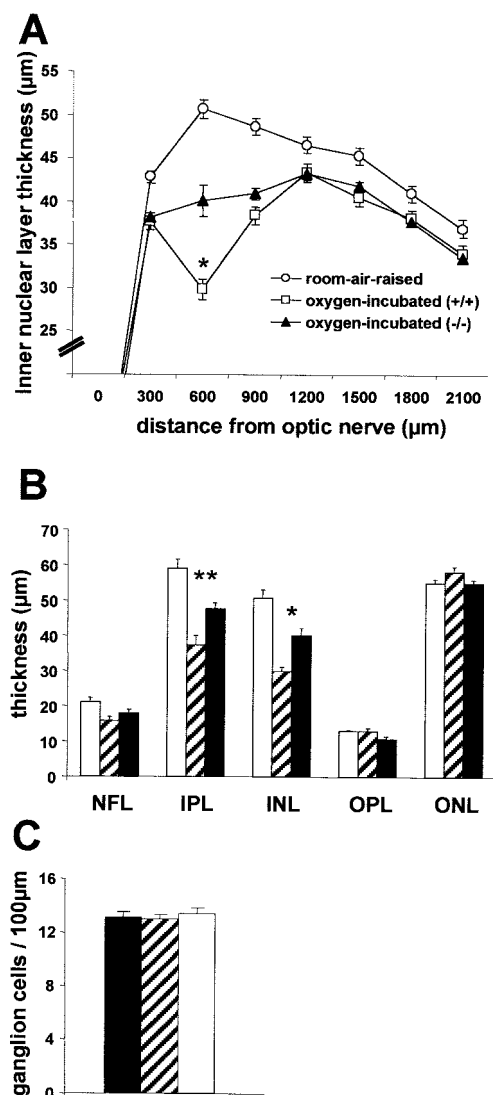 A
Inner nuclear layer thickness (µm)
55
50
45
40
35
30
25
*
room-air-raised
oxygen-incubated (+/+)
oxygen-incubated (-/-)
0 300 600 900 1200 1500 1800 2100
distance from optic nerve (µm)
B
thickness (µm)
70
60
50
40
30
20
10
0
** *
NFL IPL INL OPL ONL
C
ganglion cells / 100µm
16
12
8
4
0